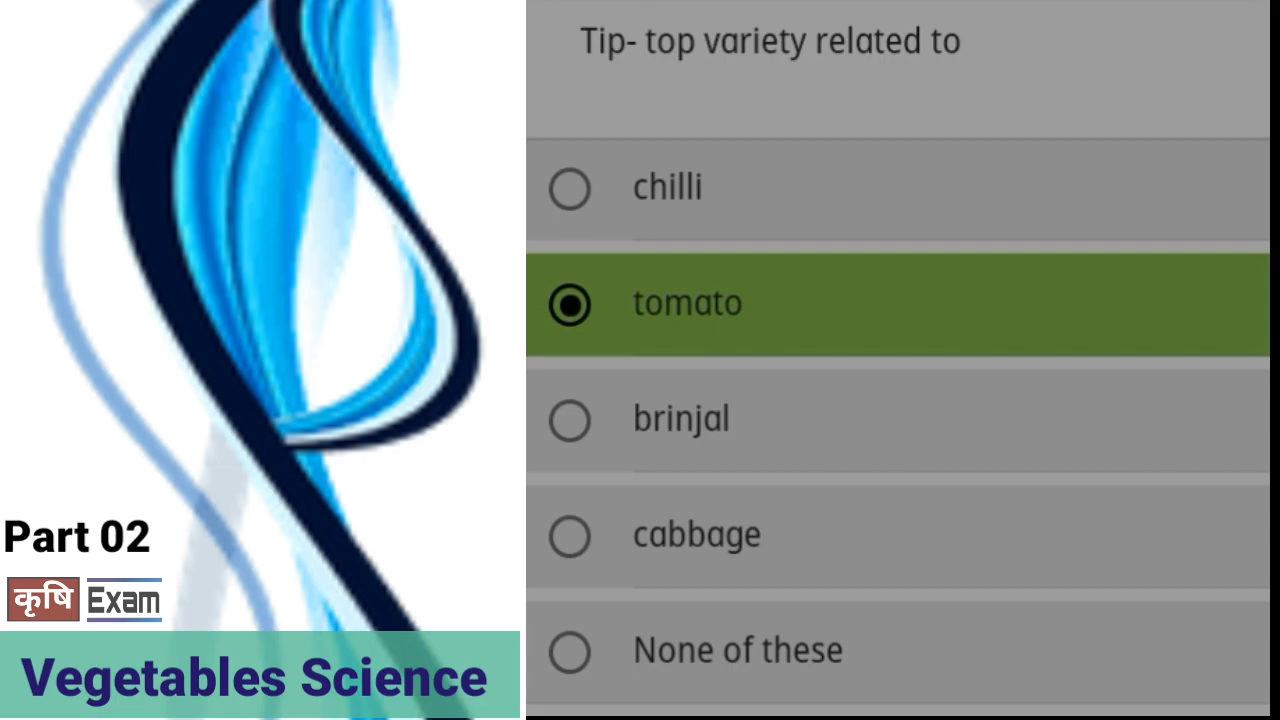 Tip- top variety related to
chilli
tomato
brinjal
cabbage
None of these
Part 02
कृषि Exam
Vegetables Science